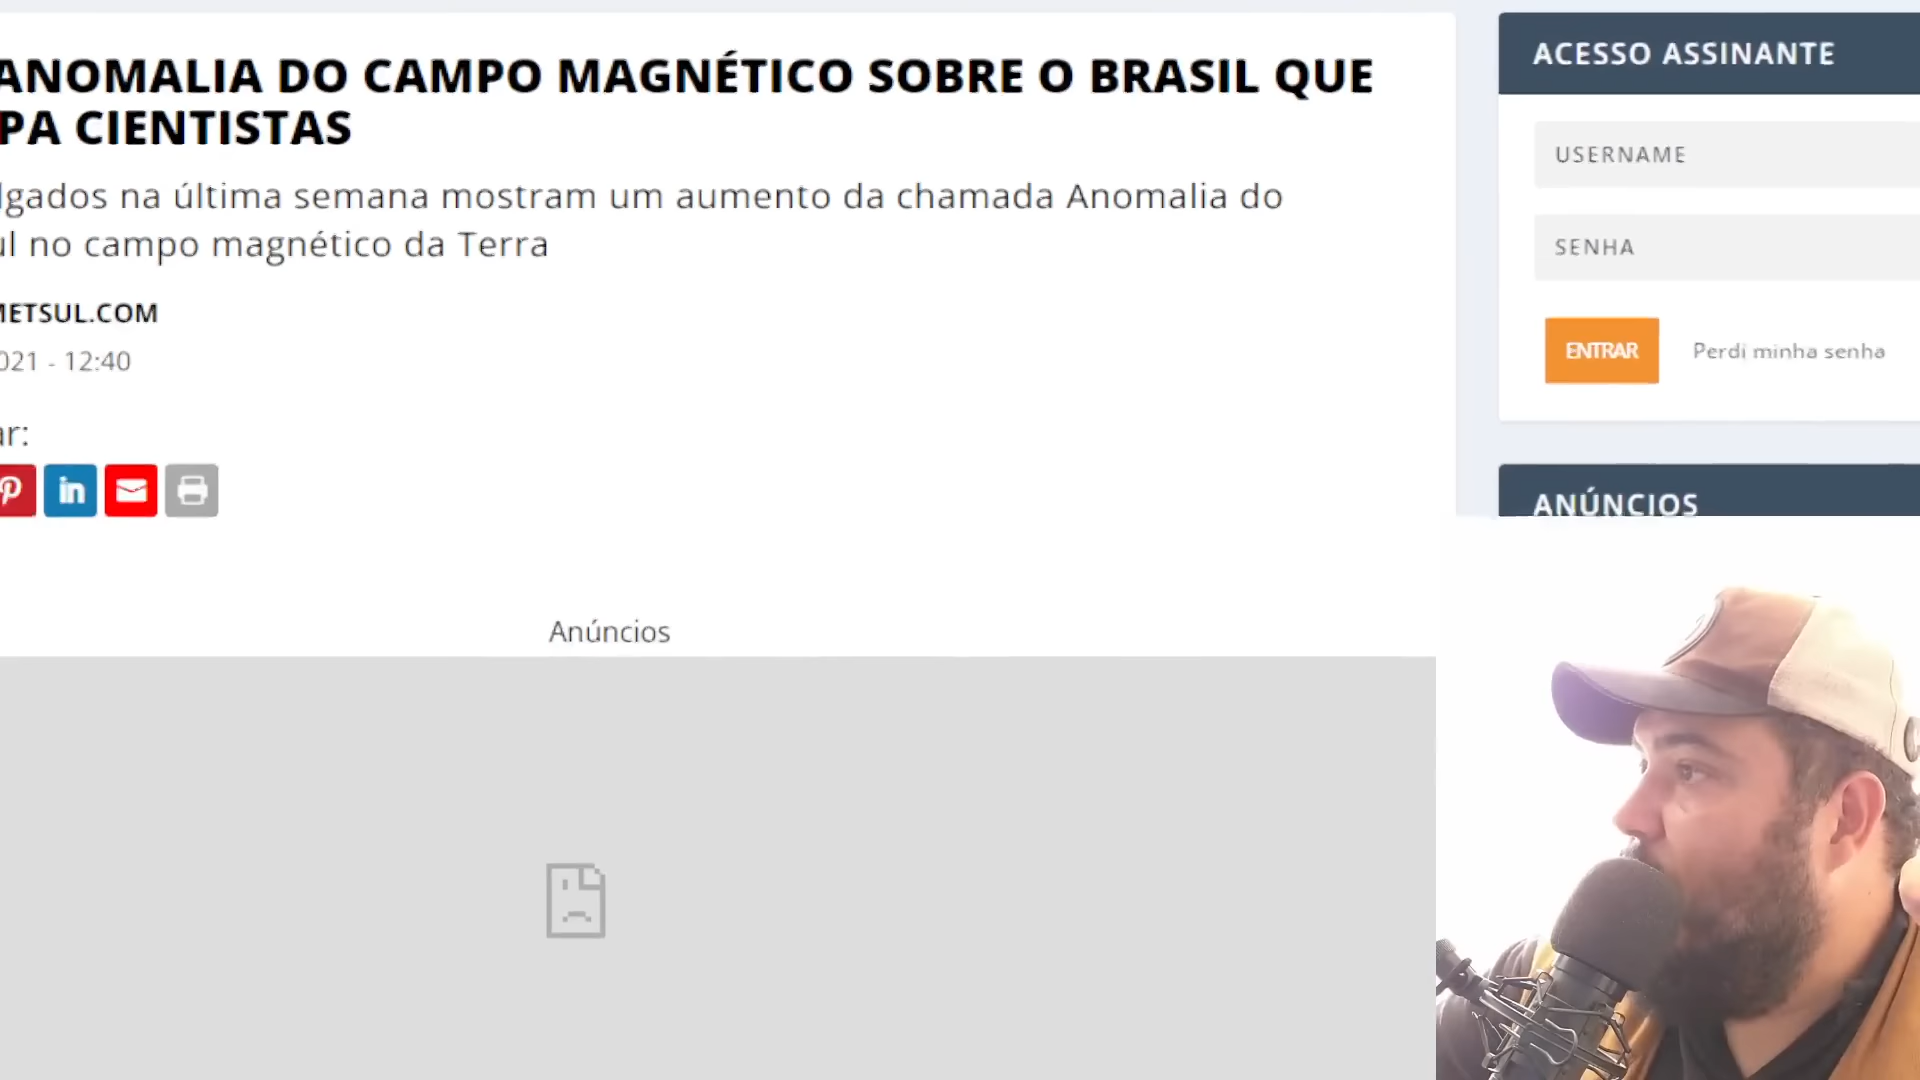 ANOMALIA DO CAMPO MAGNÉTICO SOBRE O BRASIL QUE
PA CIENTISTAS
lgados na última semana mostram um aumento da chamada Anomalia do
ul no campo magnético da Terra
METSUL.COM
021 - 12:40
ar:
in
Anúncios
ACESSO ASSINANTE
USERNAME
SENHA
ENTRAR
Perdi minha senha
ANÚNCIOS